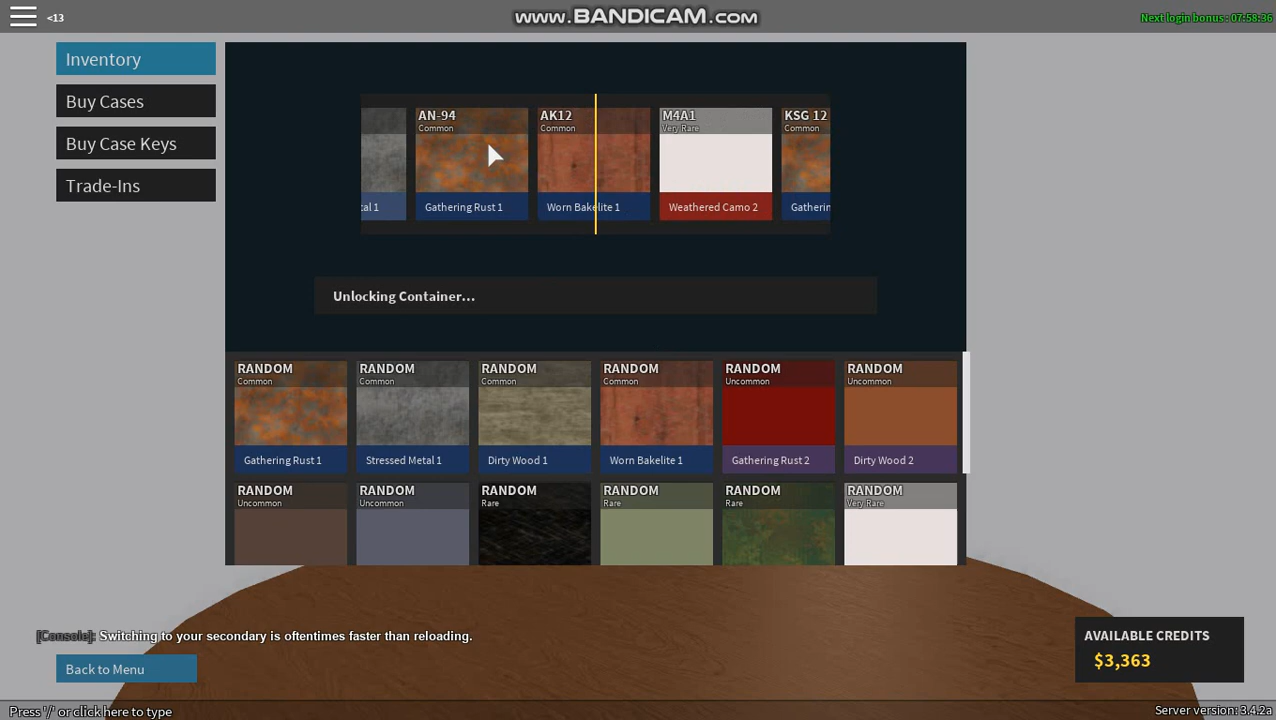 <13
WWW.BANDICAM.COM
Next login bonus : 07:58:36
Inventory
Buy Cases
Buy Case Keys
Trade-Ins
AN-94
Common
AK12
Common
M4A1
Very Rare
KSG 12
Common
tal 1
Gathering Rust 1
Worn Bakelite 1
Weathered Camo 2
Gatherin
Unlocking Container...
RANDOM
Common
RANDOM
Common
RANDOM
Common
RANDOM
Common
RANDOM
Uncommon
RANDOM
Uncommon
Gathering Rust 1
Stressed Metal 1
Dirty Wood 1
Worn Bakelite 1
Gathering Rust 2
Dirty Wood 2
RANDOM
Uncommon
RANDOM
Uncommon
RANDOM
Rare
RANDOM
Rare
RANDOM
Rare
RANDOM
Very Rare
[Console]: Switching to your secondary is oftentimes faster than reloading.
Back to Menu
AVAILABLE CREDITS
$3,363
Press '/' or click here to type
Server version: 3.4.2a